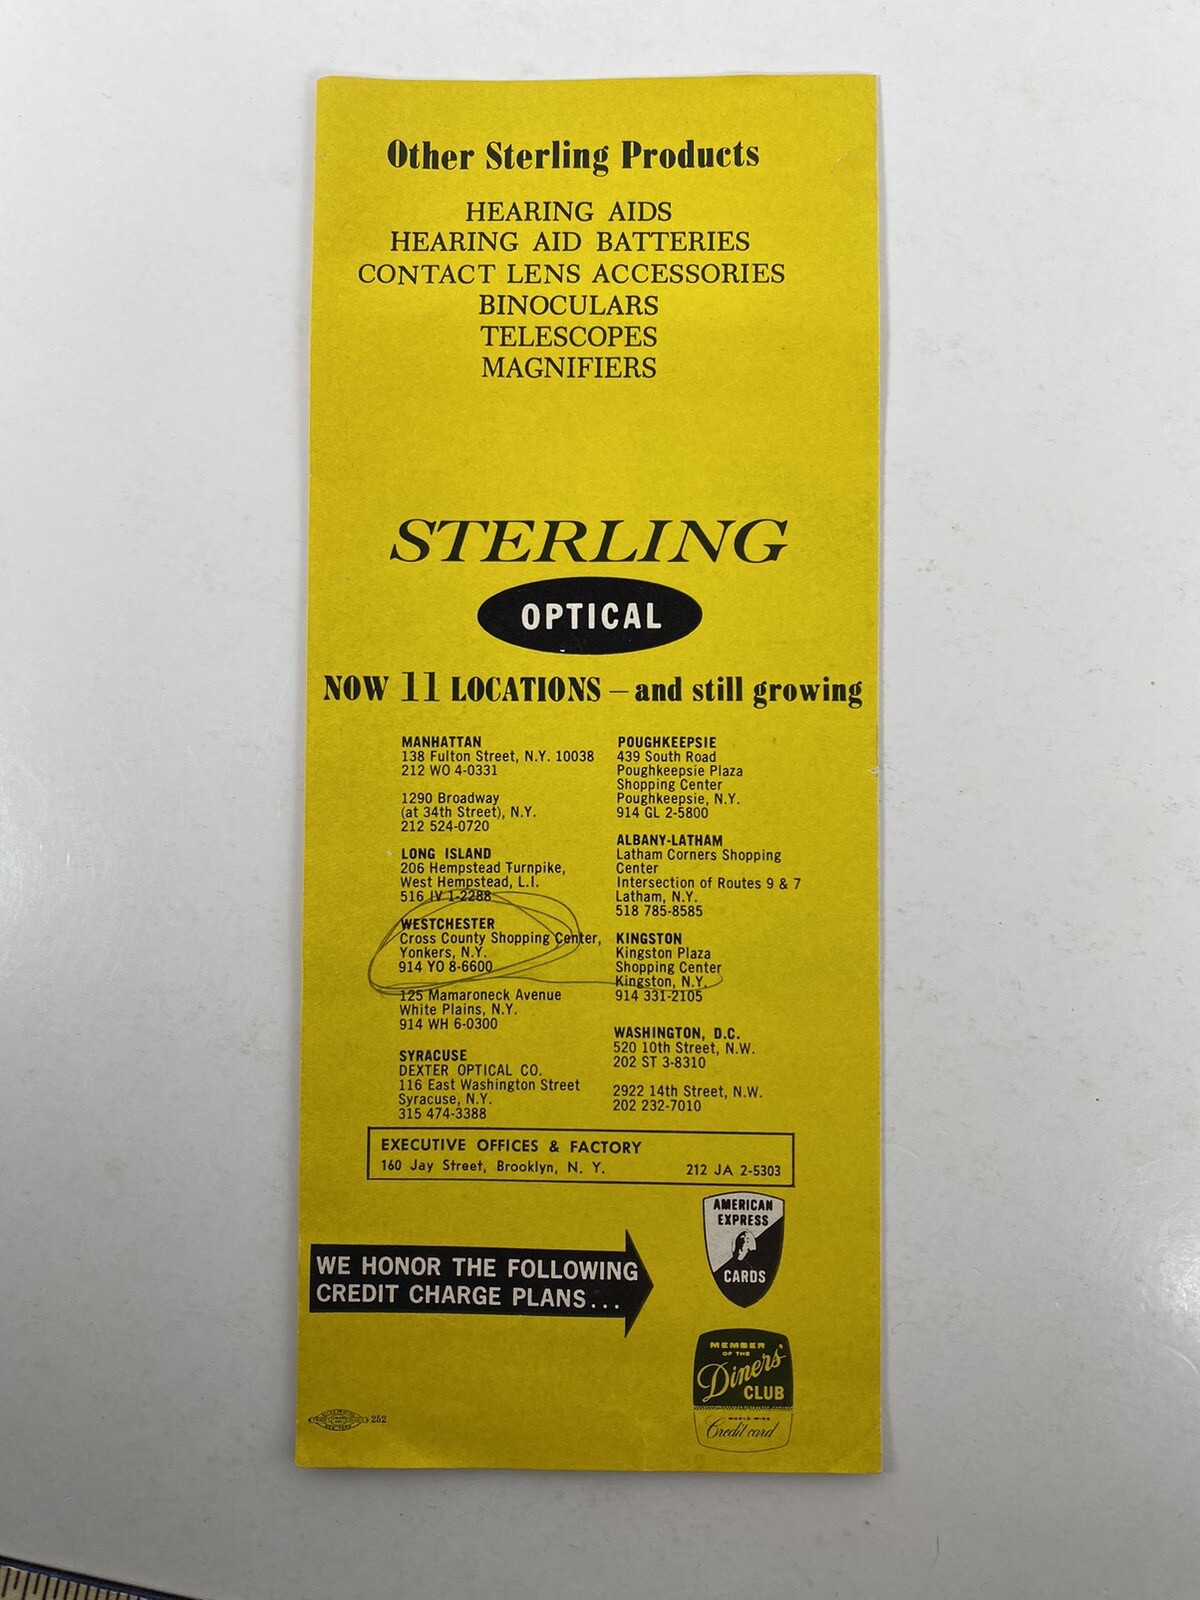 Other Sterling Products
HEARING AIDS
HEARING AID BATTERIES
CONTACT LENS ACCESSORIES
BINOCULARS
TELESCOPES
MAGNIFIERS
STERLING
OPTICAL
NOW 11 LOCATIONS — and still growing
MANHATTAN
138 Fulton Street, N.Y. 10038
212 WO 4-0331
1290 Broadway
(at 34th Street), N.Y.
212 524-0720
LONG ISLAND
206 Hempstead Turnpike,
West Hempstead, L.I.
516 IV 1-2288
WESTCHESTER
Cross County Shopping Center,
Yonkers, N.Y.
914 YO 8-6600
125 Mamaroneck Avenue
White Plains, N.Y.
914 WH 6-0300
SYRACUSE
DEXTER OPTICAL CO.
116 East Washington Street
Syracuse, N.Y.
315 474-3388
POUGHKEEPSIE
439 South Road
Poughkeepsie Plaza
Shopping Center
Poughkeepsie, N.Y.
914 GL 2-5800
ALBANY-LATHAM
Latham Corners Shopping
Center
Intersection of Routes 9 & 7
Latham, N.Y.
518 785-8585
KINGSTON
Kingston Plaza
Shopping Center
Kingston, N.Y.
914 331-2105
WASHINGTON, D.C.
520 10th Street, N.W.
202 ST 3-8310
2922 14th Street, N.W.
202 232-7010
EXECUTIVE OFFICES & FACTORY
160 Jay Street, Brooklyn, N. Y. 212 JA 2-5303
WE HONOR THE FOLLOWING
CREDIT CHARGE PLANS...
AMERICAN
EXPRESS
CARDS
MEMBER
OF THE
Diners'
CLUB
WORLD-WIDE
Credit card
252